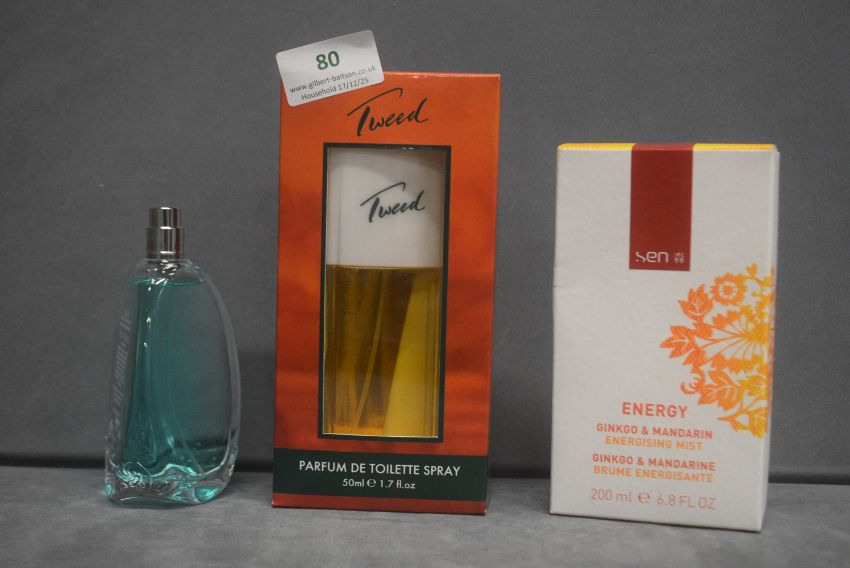 80
www.gilbert-baitson.co.uk
Household 17/12/25
Tweed
Tweed
PARFUM DE TOILETTE SPRAY
50ml ℮ 1.7 fl.oz
sen 森
ENERGY
GINKGO & MANDARIN
ENERGISING MIST
GINKGO & MANDARINE
BRUME ENERGISANTE
200 ml ℮ 6.8 FL OZ